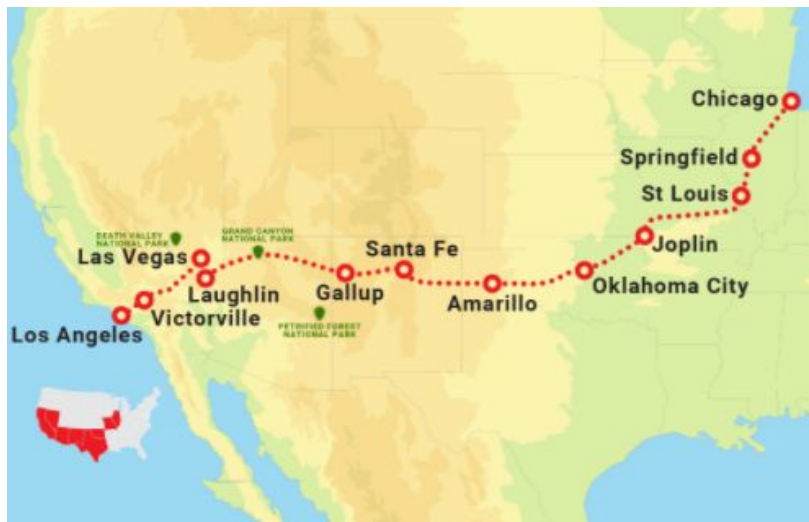 Chicago
Springfield
St Louis
Joplin
Oklahoma City
Amarillo
Santa Fe
Gallup
GRAND CANYON
NATIONAL PARK
DEATH VALLEY
NATIONAL PARK
Las Vegas
Laughlin
Victorville
Los Angeles
PETRIFIED FOREST
NATIONAL PARK